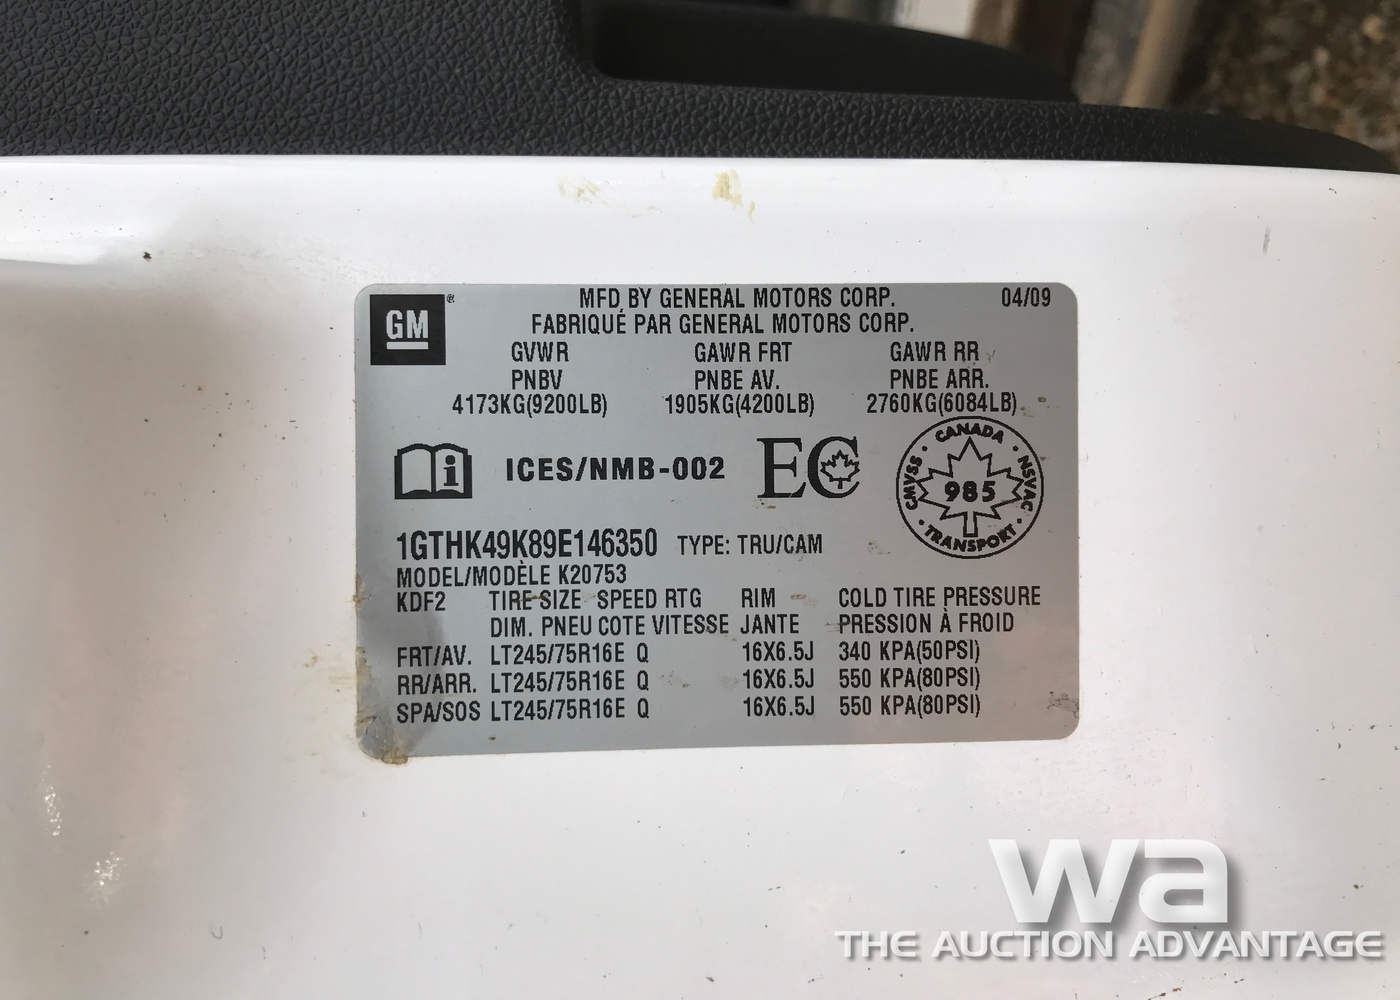 GM
MFD BY GENERAL MOTORS CORP. 04/09
FABRIQUÉ PAR GENERAL MOTORS CORP.
GVWR GAWR FRT GAWR RR
PNBV PNBE AV. PNBE ARR.
4173KG(9200LB) 1905KG(4200LB) 2760KG(6084LB)
i ICES/NMB-002 EC
CANADA
CMVSS 985 NSVAC
TRANSPORT
1GTHK49K89E146350 TYPE: TRU/CAM
MODEL/MODÈLE K20753
KDF2 TIRE SIZE SPEED RTG RIM COLD TIRE PRESSURE
DIM. PNEU COTE VITESSE JANTE PRESSION À FROID
FRT/AV. LT245/75R16E Q 16X6.5J 340 KPA(50PSI)
RR/ARR. LT245/75R16E Q 16X6.5J 550 KPA(80PSI)
SPA/SOS LT245/75R16E Q 16X6.5J 550 KPA(80PSI)
wa
THE AUCTION ADVANTAGE